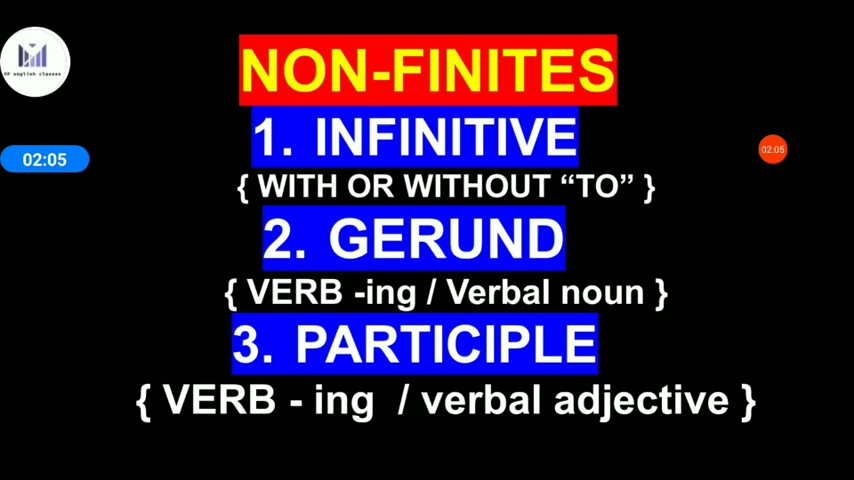 NON-FINITES
1. INFINITIVE
{ WITH OR WITHOUT “TO” }
2. GERUND
{ VERB -ing / Verbal noun }
3. PARTICIPLE
{ VERB - ing / verbal adjective }
02:05
02:05